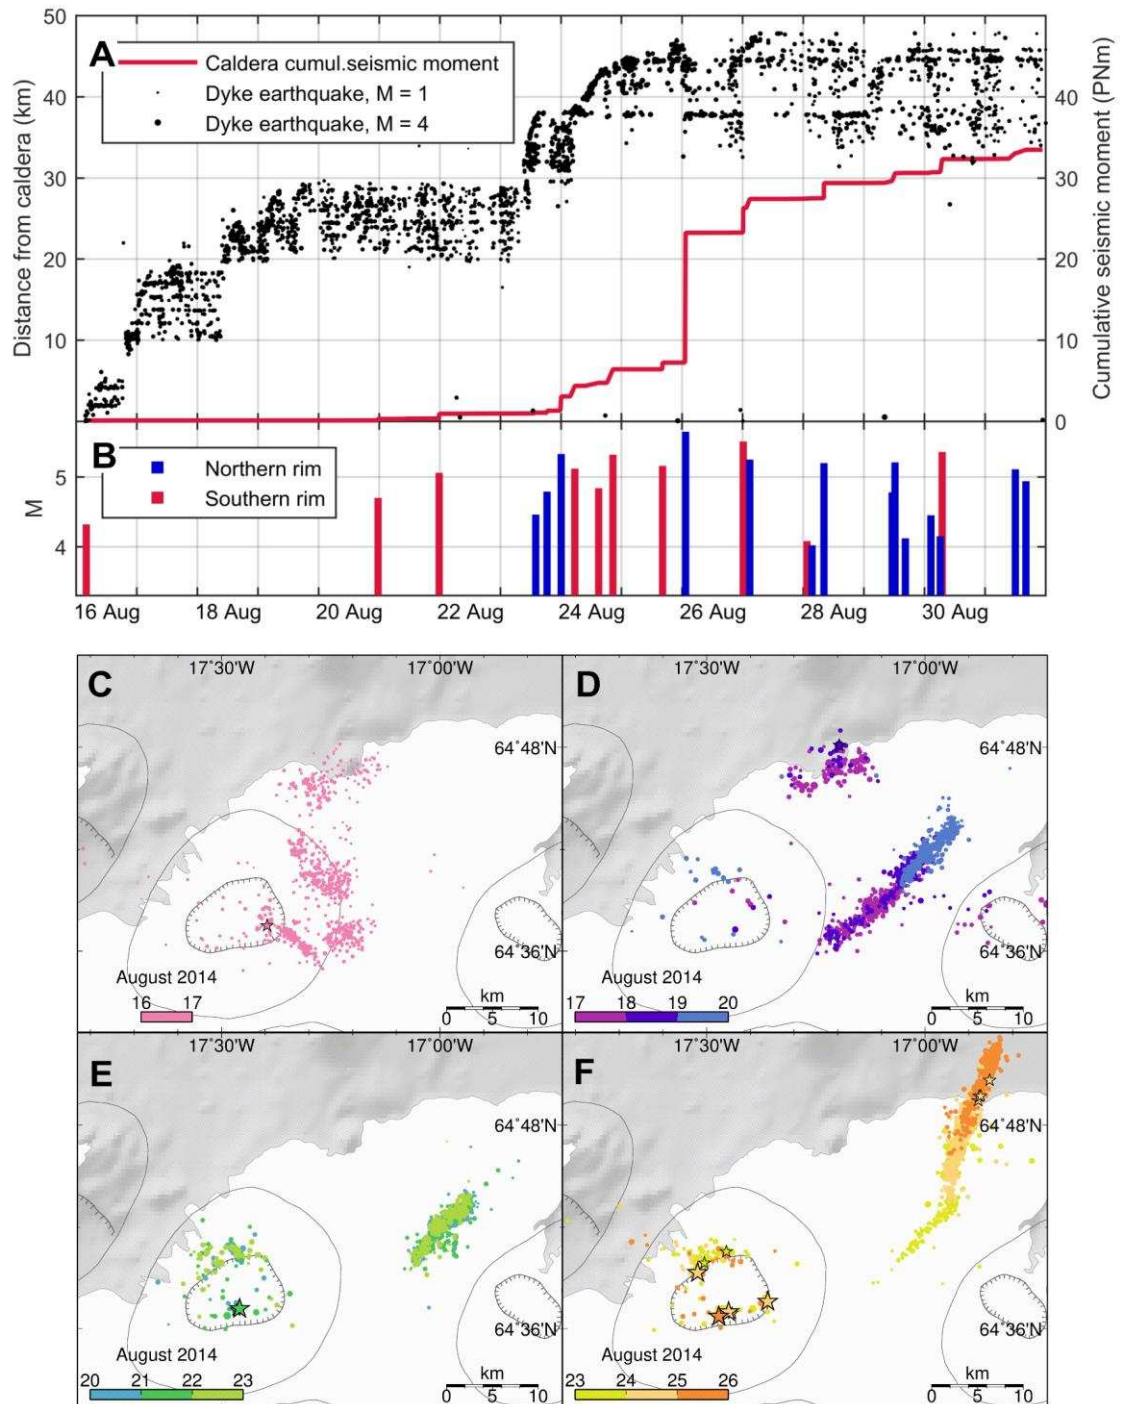 A
Caldera cumul.seismic moment
Dyke earthquake, M = 1
Dyke earthquake, M = 4
50
40
30
20
10
Distance from caldera (km)
40
30
20
10
0
Cumulative seismic moment (PNm)
B
Northern rim
Southern rim
5
4
M
16 Aug 18 Aug 20 Aug 22 Aug 24 Aug 26 Aug 28 Aug 30 Aug
C
17°30'W 17°00'W
64°48'N
64°36'N
August 2014
16 17
km
0 5 10
D
17°30'W 17°00'W
64°48'N
64°36'N
August 2014
17 18 19 20
km
0 5 10
E
17°30'W 17°00'W
64°48'N
64°36'N
August 2014
20 21 22 23
km
0 5 10
F
17°30'W 17°00'W
64°48'N
64°36'N
August 2014
23 24 25 26
km
0 5 10